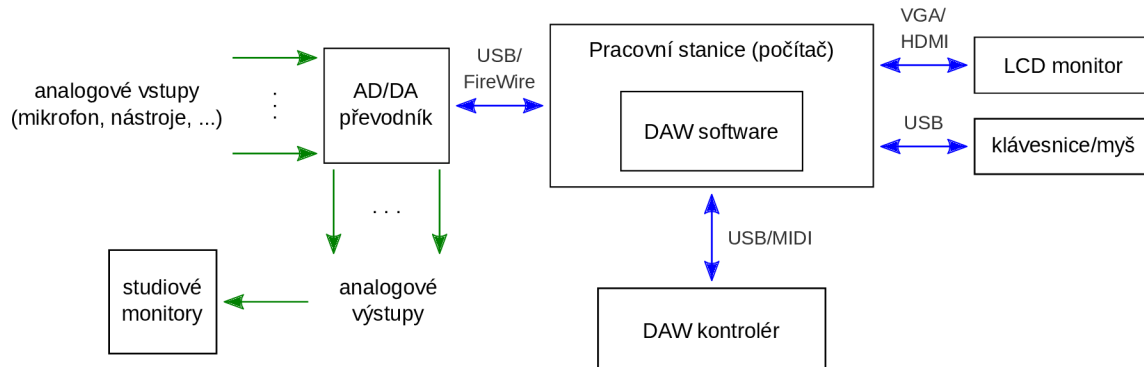 analogové vstupy
(mikrofon, nástroje, ...)
AD/DA
převodník
USB/
FireWire
Pracovní stanice (počítač)
DAW software
VGA/
HDMI
LCD monitor
USB
klávesnice/myš
. . .
studiové
monitory
analogové
výstupy
USB/MIDI
DAW kontrolér